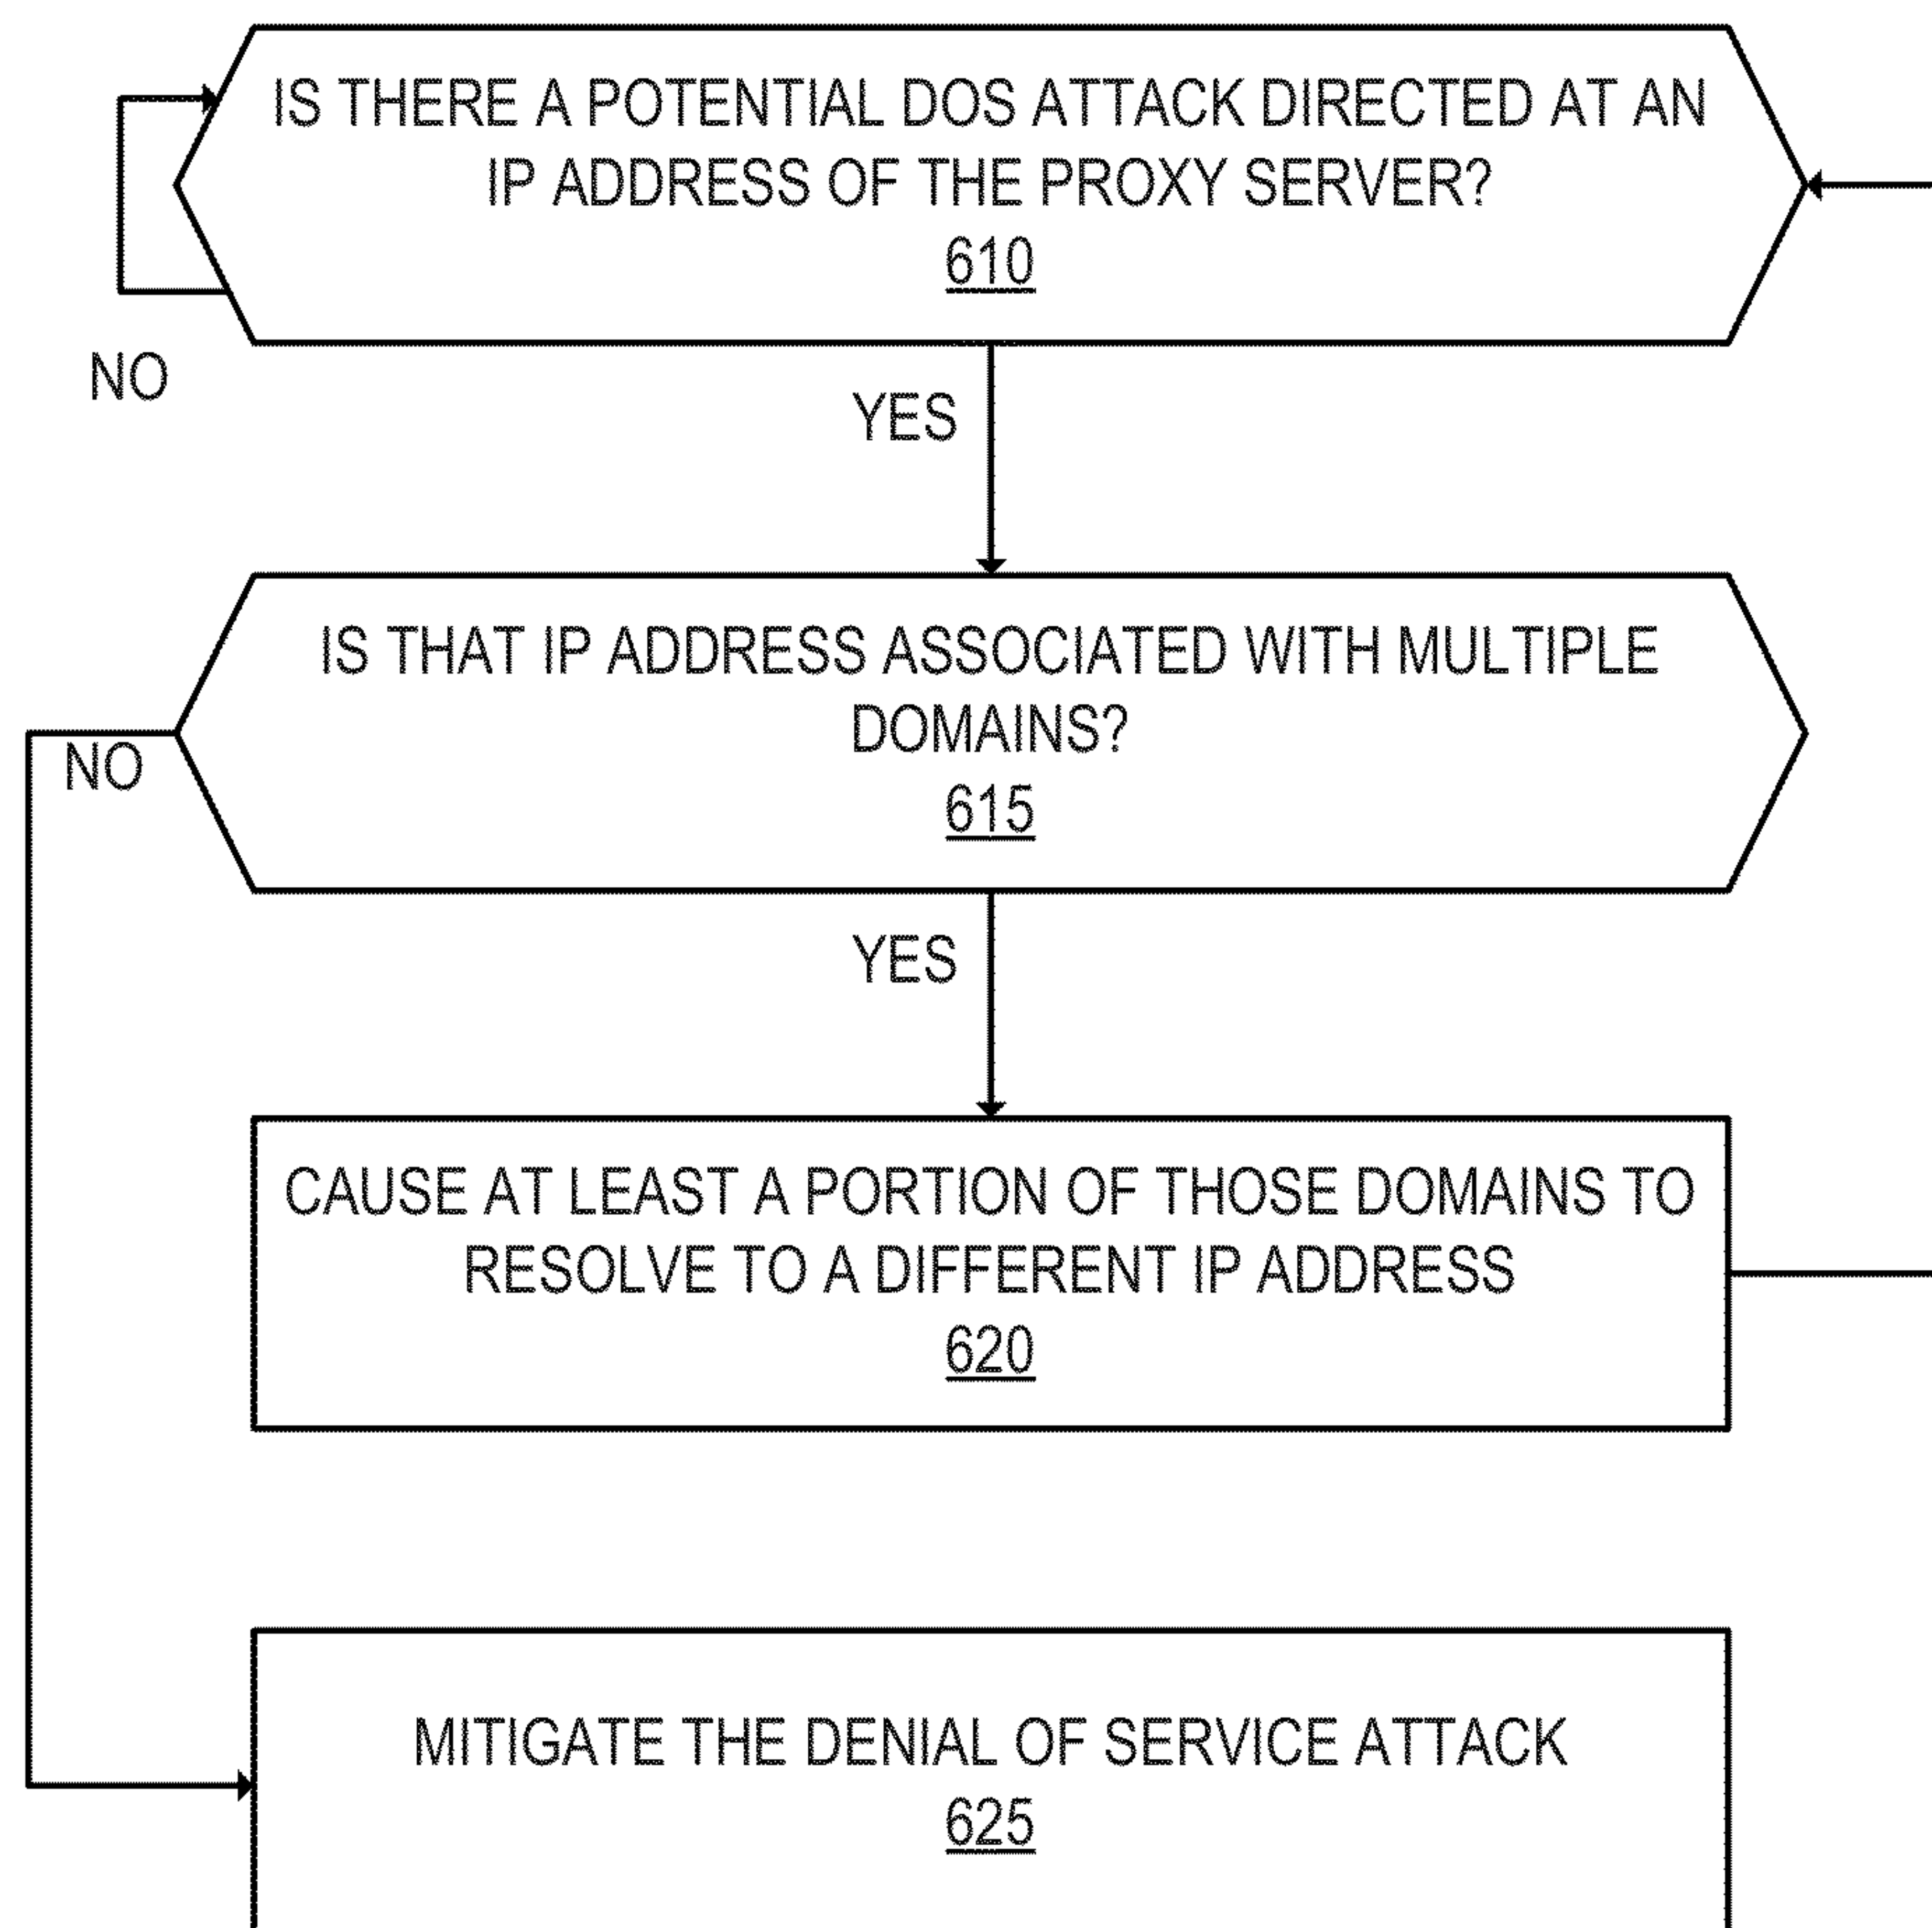 IS THERE A POTENTIAL DOS ATTACK DIRECTED AT AN
IP ADDRESS OF THE PROXY SERVER?
610
NO
YES
IS THAT IP ADDRESS ASSOCIATED WITH MULTIPLE
DOMAINS?
615
NO
YES
CAUSE AT LEAST A PORTION OF THOSE DOMAINS TO
RESOLVE TO A DIFFERENT IP ADDRESS
620
MITIGATE THE DENIAL OF SERVICE ATTACK
625